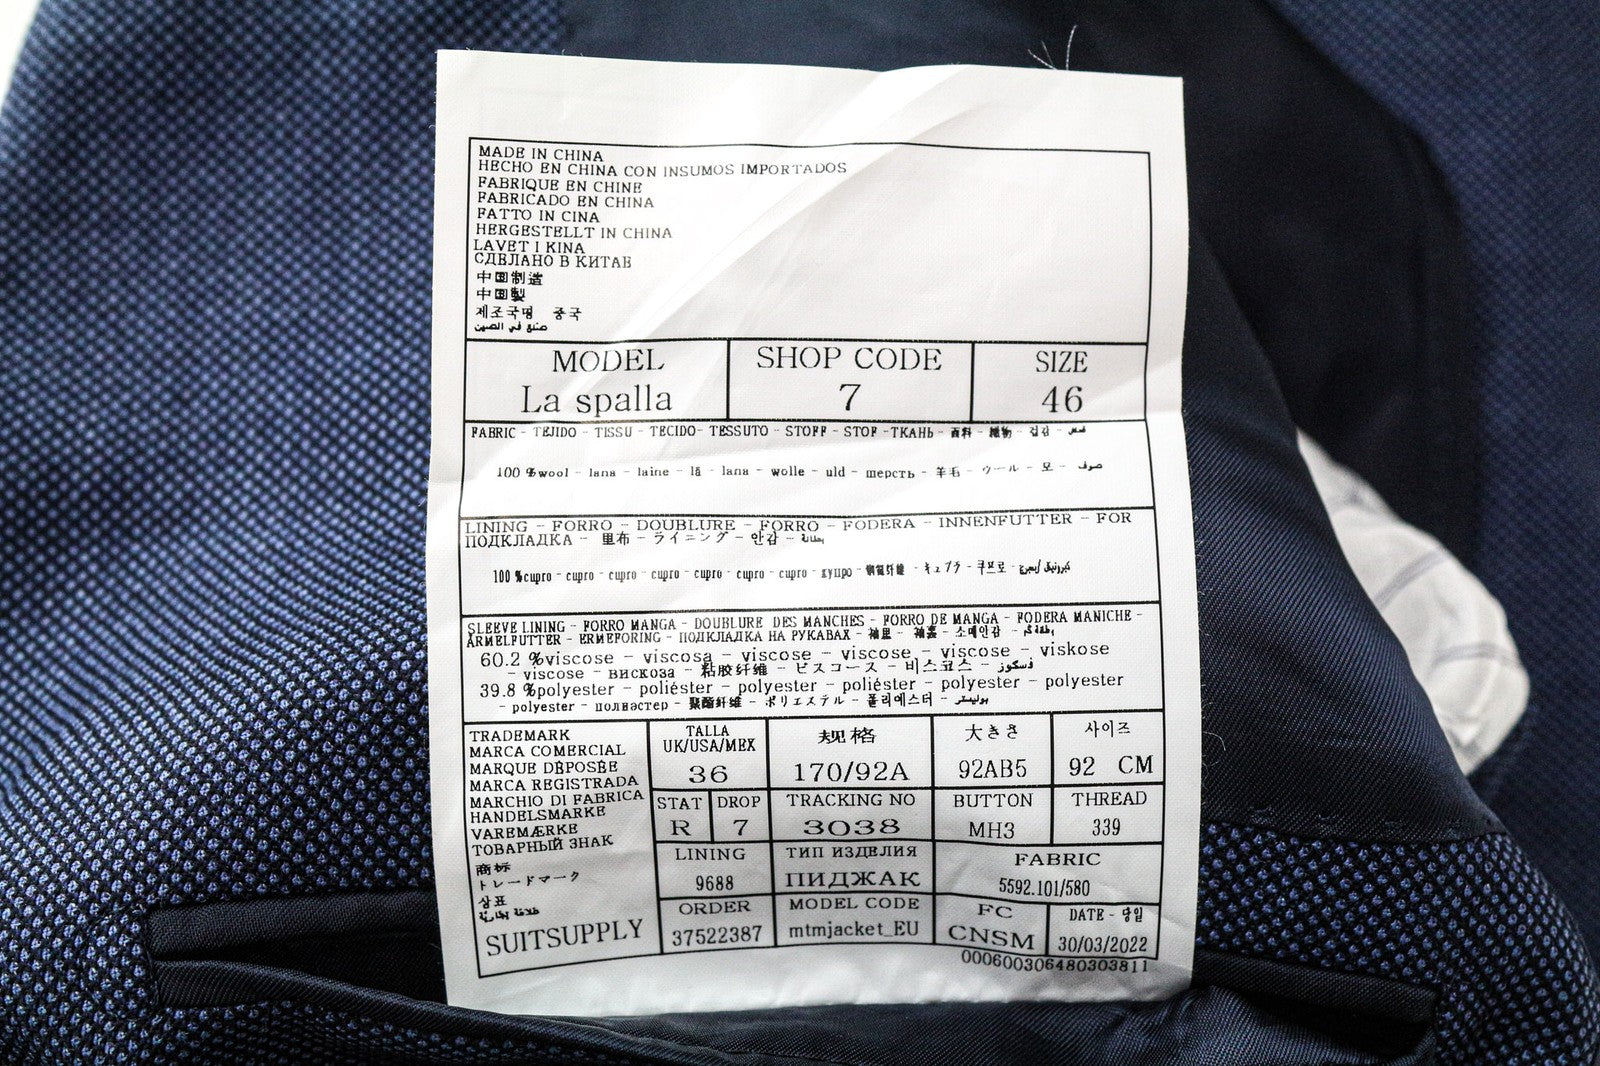 MADE IN CHINA
HECHO EN CHINA CON INSUMOS IMPORTADOS
FABRIQUE EN CHINE
FABRICADO EN CHINA
FATTO IN CINA
HERGESTELLT IN CHINA
LAVET I KINA
СДЕЛАНО В КИТАЕ
中国制造
中国製
제조국명 중국
صنع في الصين
MODEL
La spalla
SHOP CODE
7
SIZE
46
FABRIC - TEJIDO - TISSU - TECIDO- TESSUTO - STOFF - STOF -ТКАНЬ - 面料 - 織物 - 겉감 -
100 %wool - lana - laine - lã - lana - wolle - uld - шерсть - 羊毛 - ウール - 모 - صوف
LINING - FORRO - DOUBLURE - FORRO - FODERA - INNENFUTTER - FOR
ПОДКЛАДКА - 里布 - ライニング - 안감 - بطانة
100 %cupro - cupro - cupro - cupro - cupro - cupro - cupro - купро - 铜氨纤维 - キュプラ - 큐프로 -
SLEEVE LINING - FORRO MANGA - DOUBLURE DES MANCHES - FORRO DE MANGA - FODERA MANICHE -
ÄRMELFUTTER - ERMEFORING - ПОДКЛАДКА НА РУКАВАХ - 袖里 - 袖裏 - 소매안감 -
60.2 %viscose - viscosa - viscose - viscose - viscose - viskose
- viscose - вискоза - 粘胶纤维 - ビスコース - 비스코스 - فسكوز
39.8 %polyester - poliéster - polyester - poliéster - polyester - polyester
- polyester - полиэстер - 聚酯纤维 - ポリエステル - 폴리에스터 - بوليستر
TRADEMARK
MARCA COMERCIAL
MARQUE DÉPOSÉE
MARCA REGISTRADA
MARCHIO DI FABRICA
HANDELSMARKE
VAREMÆRKE
ТОВАРНЫЙ ЗНАК
商标
トレードマーク
상표
SUITSUPPLY
TALLA
UK/USA/MEX
36
规格
170/92A
大きさ
92AB5
사이즈
92 CM
STAT
R
DROP
7
TRACKING NO
3038
BUTTON
MH3
THREAD
339
LINING
9688
ТИП ИЗДЕЛИЯ
ПИДЖАК
FABRIC
5592.101/580
ORDER
37522387
MODEL CODE
mtmjacket_EU
FC
CNSM
DATE -
30/03/2022
000600306480303811